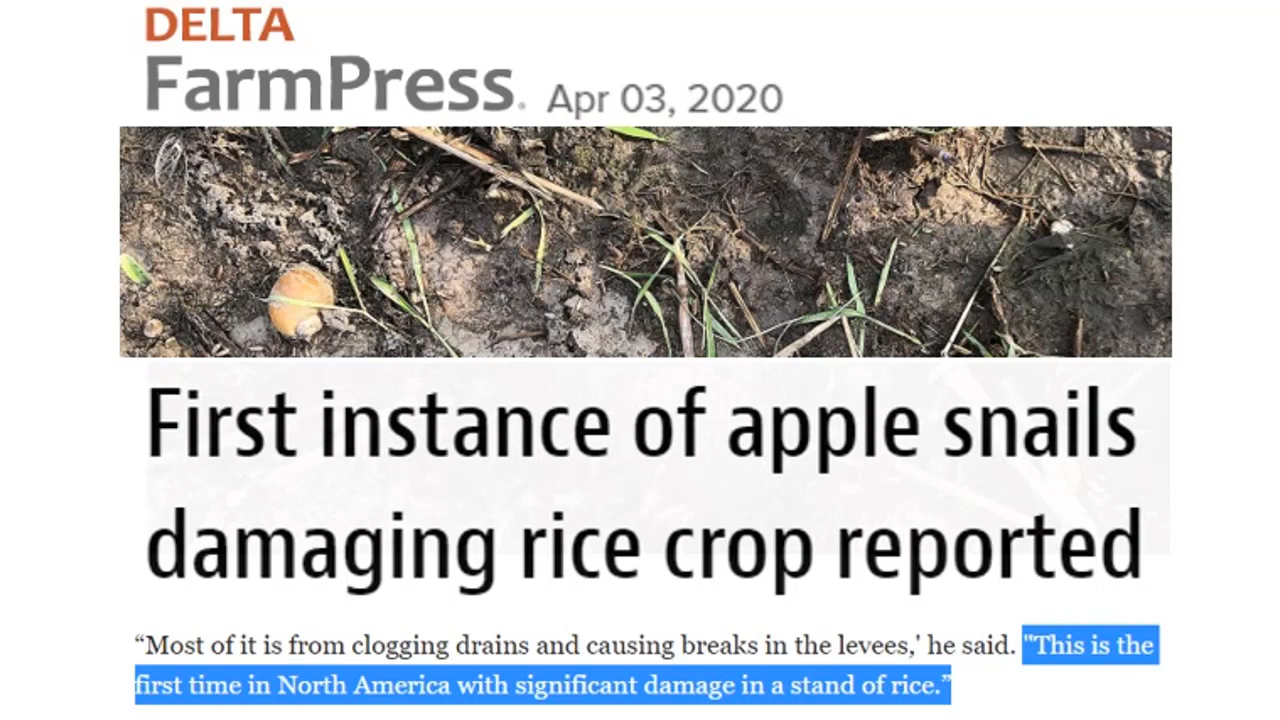 DELTA
FarmPress® Apr 03, 2020
First instance of apple snails
damaging rice crop reported
“Most of it is from clogging drains and causing breaks in the levees,' he said. "This is the
first time in North America with significant damage in a stand of rice.”